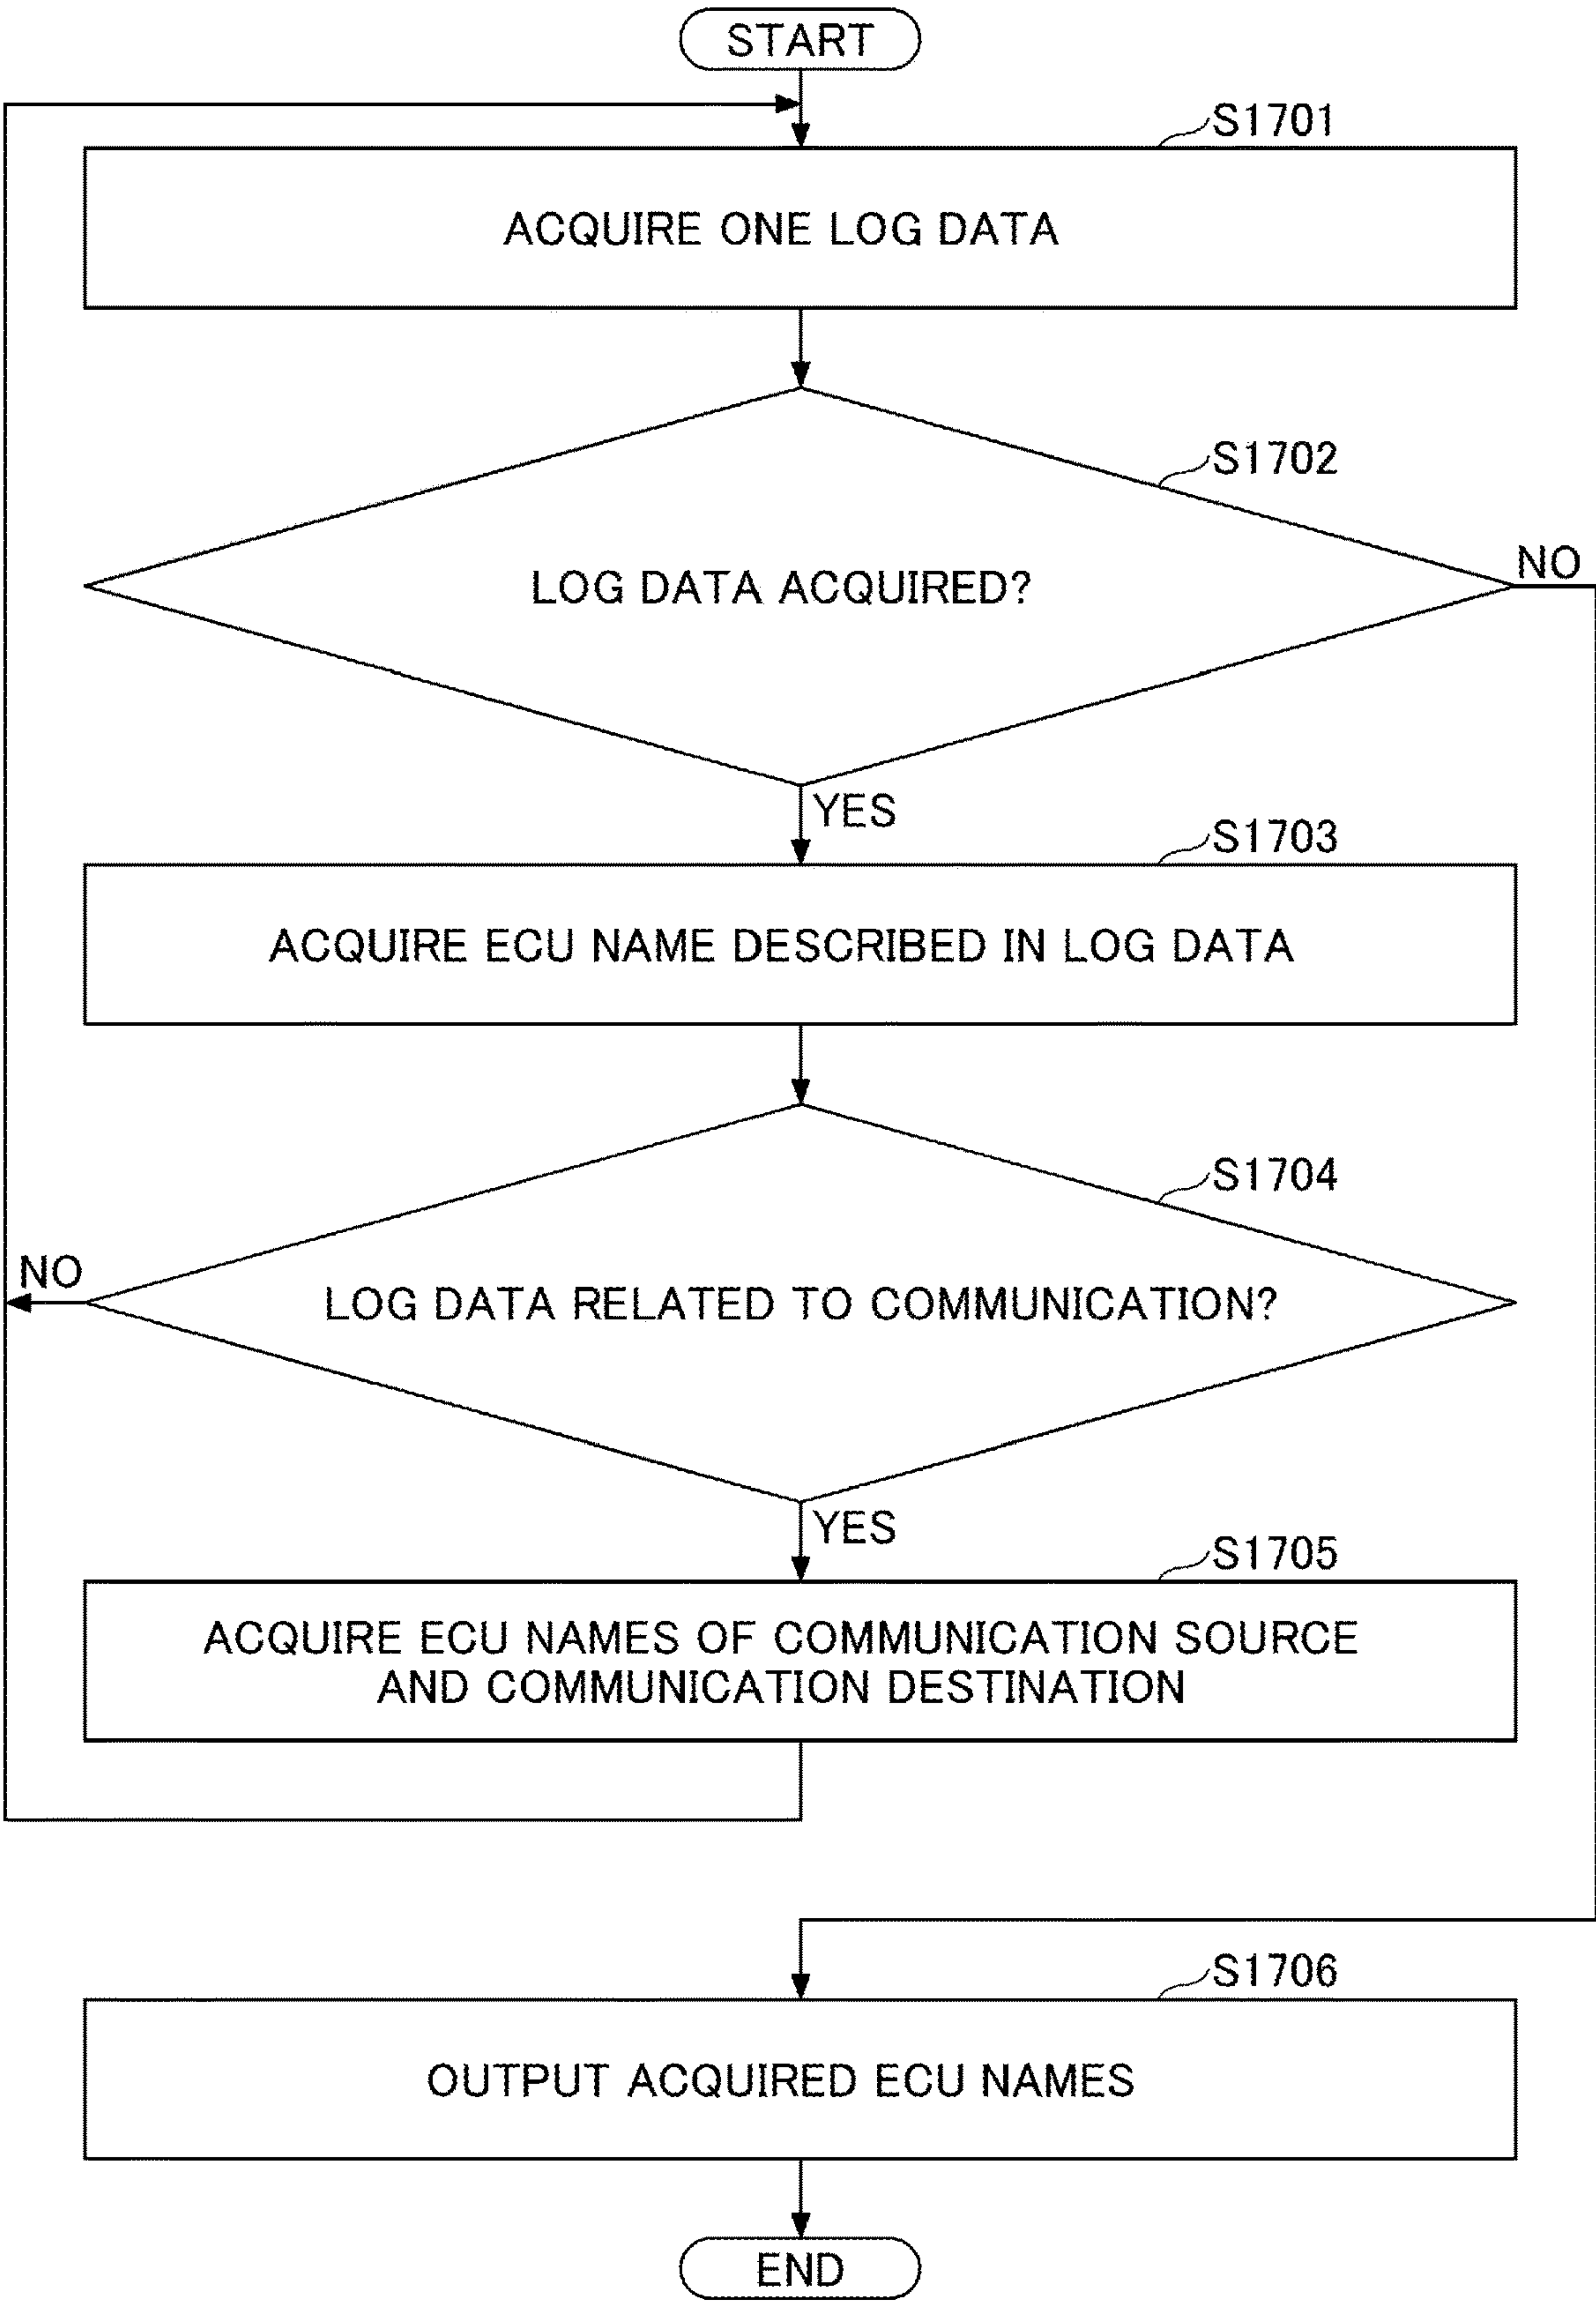 START
S1701
ACQUIRE ONE LOG DATA
S1702
LOG DATA ACQUIRED?
NO
YES
S1703
ACQUIRE ECU NAME DESCRIBED IN LOG DATA
S1704
NO
LOG DATA RELATED TO COMMUNICATION?
YES
S1705
ACQUIRE ECU NAMES OF COMMUNICATION SOURCE
AND COMMUNICATION DESTINATION
S1706
OUTPUT ACQUIRED ECU NAMES
END